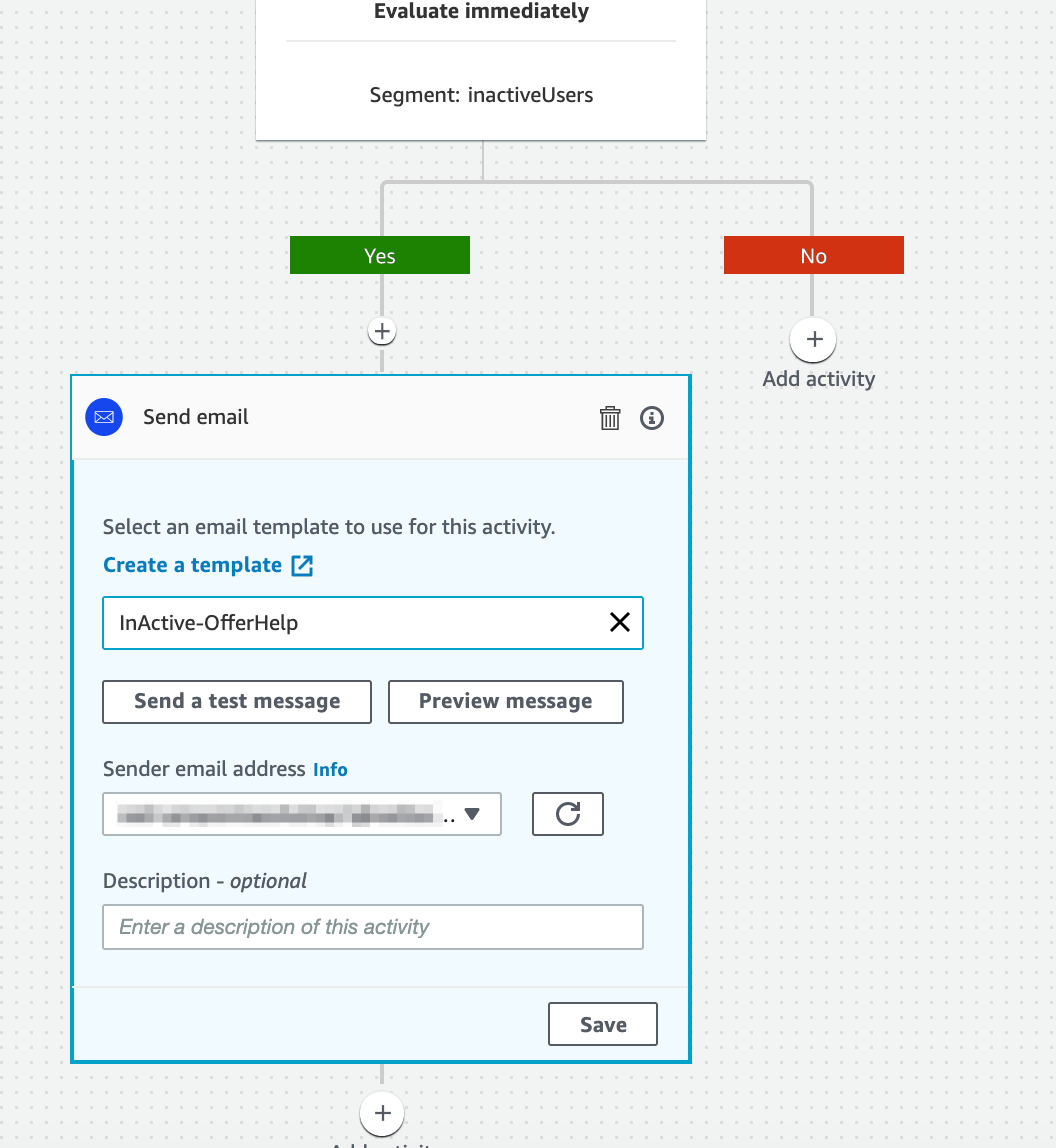 Evaluate immediately
Segment: inactiveUsers
Yes
No
Add activity
Send email
Select an email template to use for this activity.
Create a template
InActive-OfferHelp
Send a test message
Preview message
Sender email address Info
..
Description - optional
Enter a description of this activity
Save